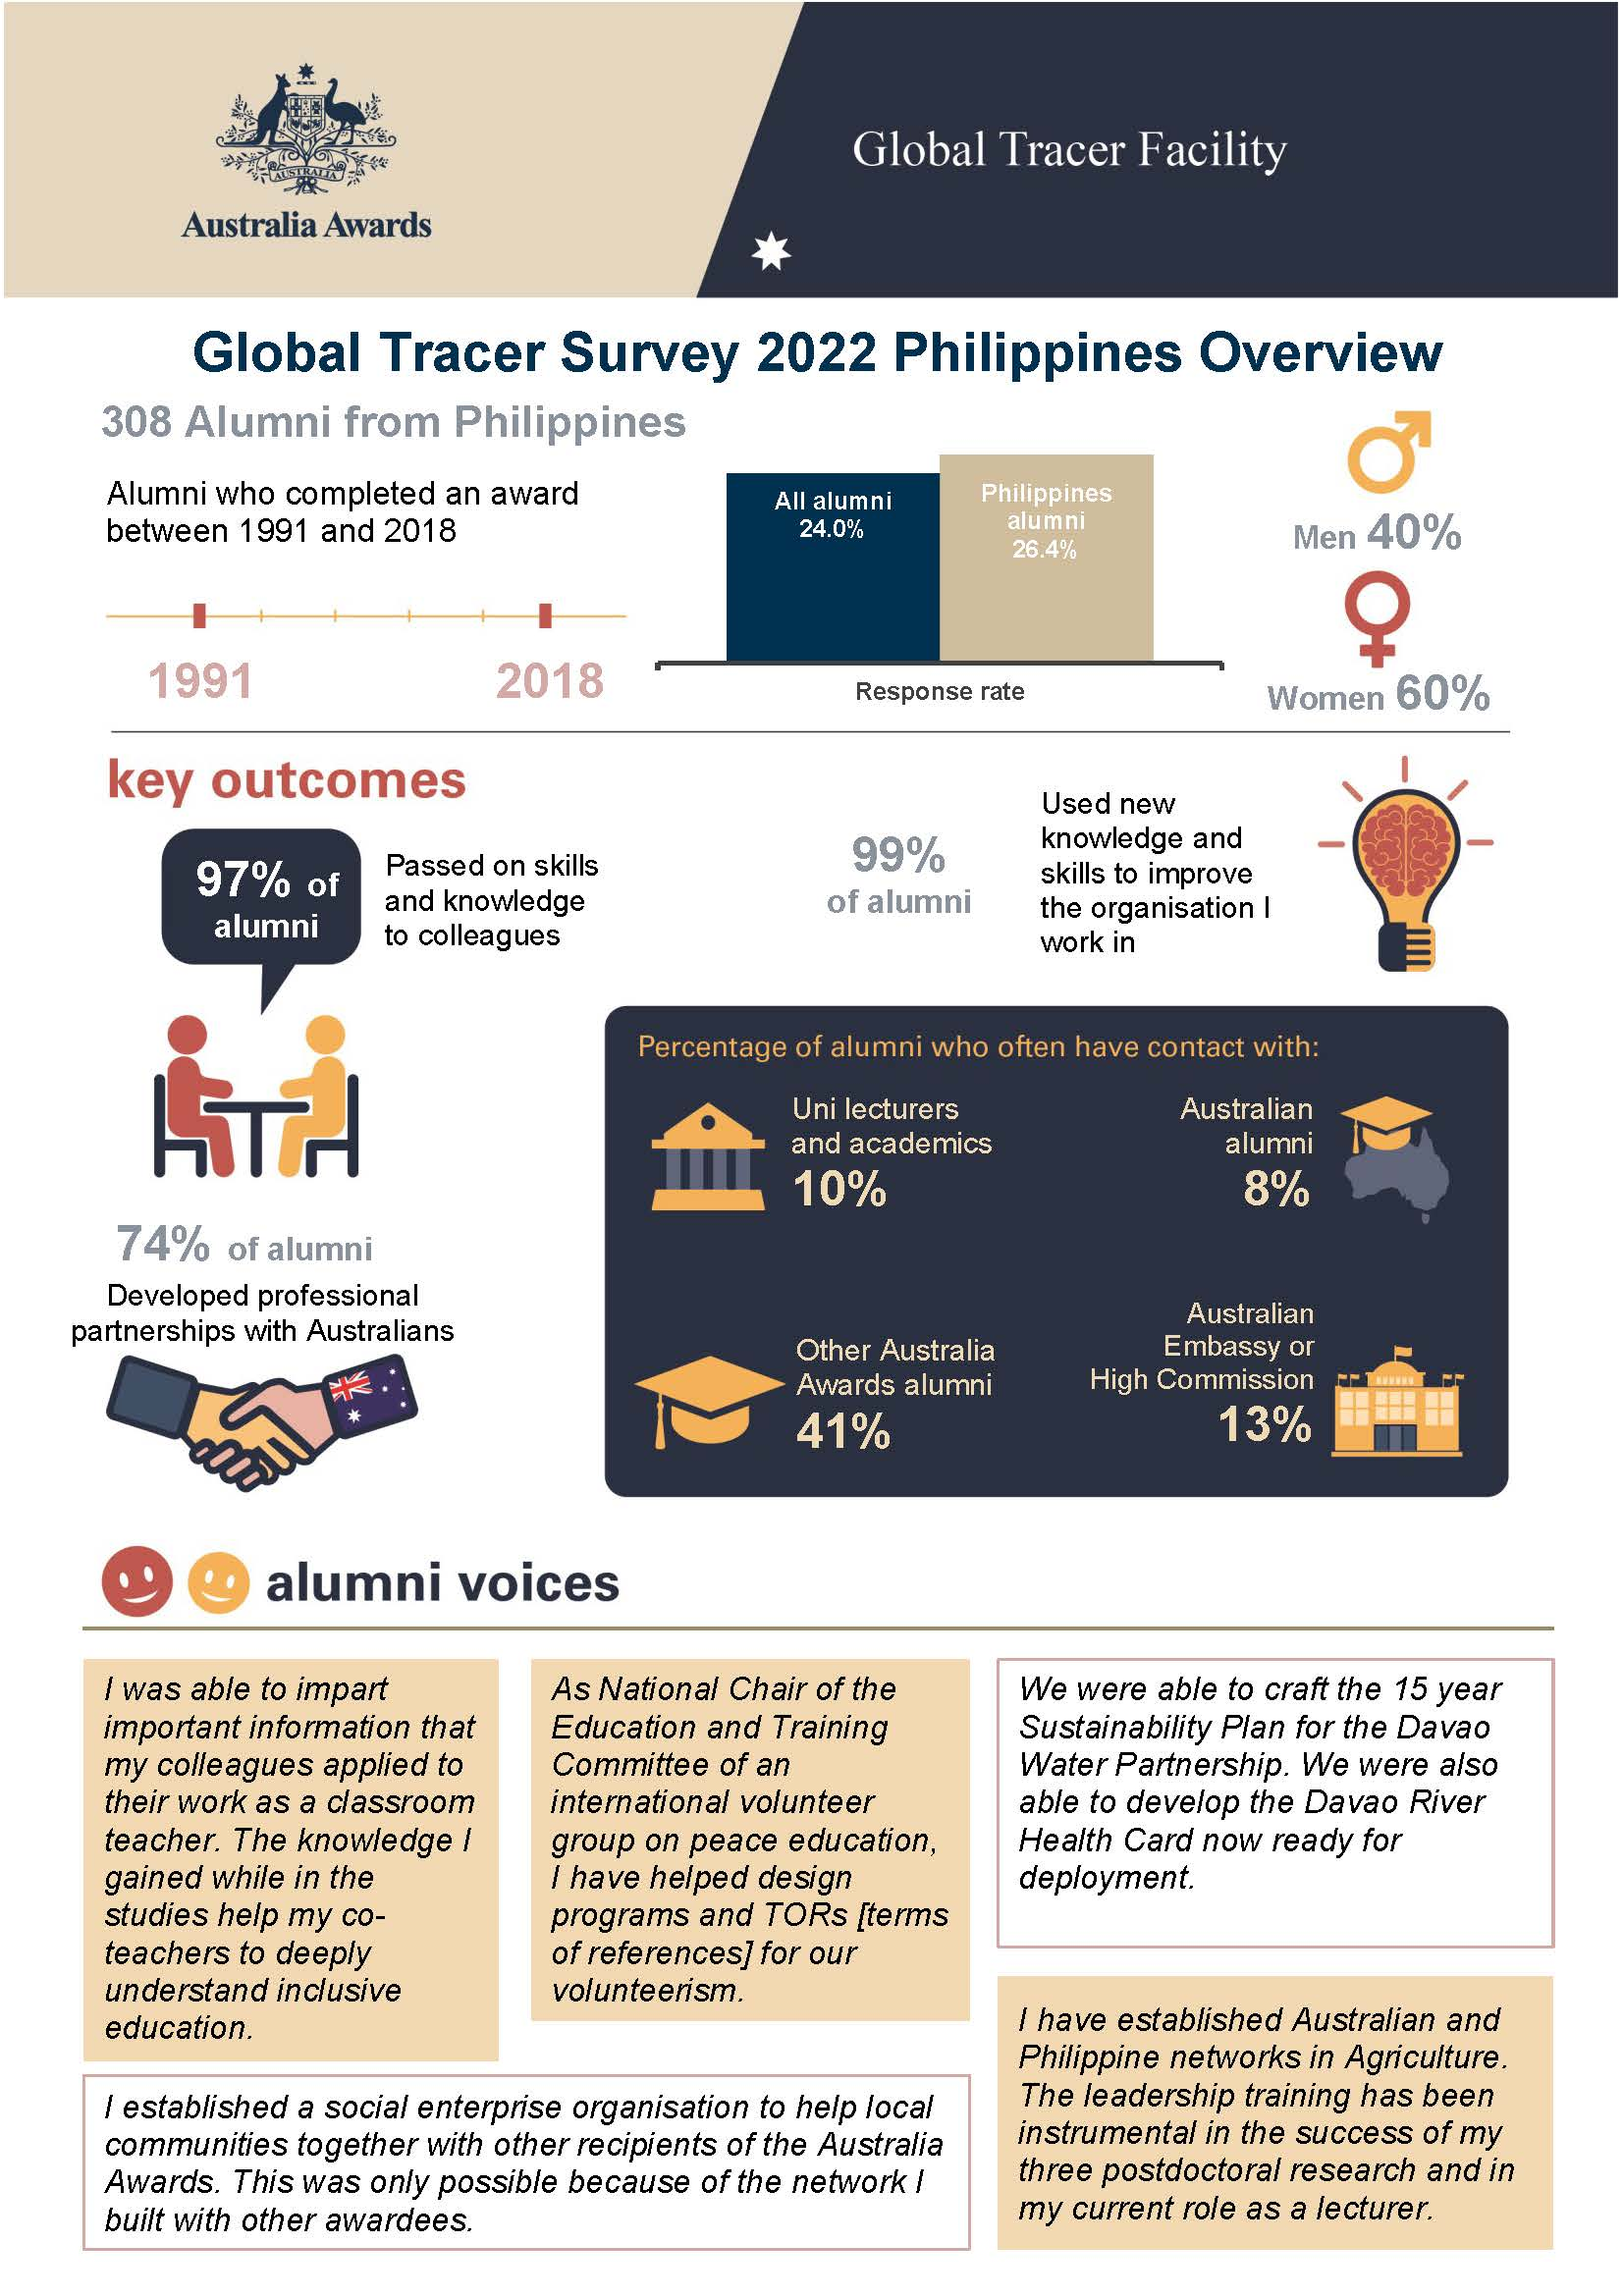 AUSTRALIA
Australia Awards
Global Tracer Facility
Global Tracer Survey 2022 Philippines Overview
308 Alumni from Philippines
Alumni who completed an award
between 1991 and 2018
1991
2018
All alumni
24.0%
Philippines
alumni
26.4%
Response rate
Men 40%
Women 60%
key outcomes
97% of
alumni
Passed on skills
and knowledge
to colleagues
99%
of alumni
Used new
knowledge and
skills to improve
the organisation I
work in
74% of alumni
Developed professional
partnerships with Australians
Percentage of alumni who often have contact with:
Uni lecturers
and academics
10%
Australian
alumni
8%
Other Australia
Awards alumni
41%
Australian
Embassy or
High Commission
13%
alumni voices
I was able to impart
important information that
my colleagues applied to
their work as a classroom
teacher. The knowledge I
gained while in the
studies help my co-
teachers to deeply
understand inclusive
education.
As National Chair of the
Education and Training
Committee of an
international volunteer
group on peace education,
I have helped design
programs and TORs [terms
of references] for our
volunteerism.
We were able to craft the 15 year
Sustainability Plan for the Davao
Water Partnership. We were also
able to develop the Davao River
Health Card now ready for
deployment.
I established a social enterprise organisation to help local
communities together with other recipients of the Australia
Awards. This was only possible because of the network I
built with other awardees.
I have established Australian and
Philippine networks in Agriculture.
The leadership training has been
instrumental in the success of my
three postdoctoral research and in
my current role as a lecturer.